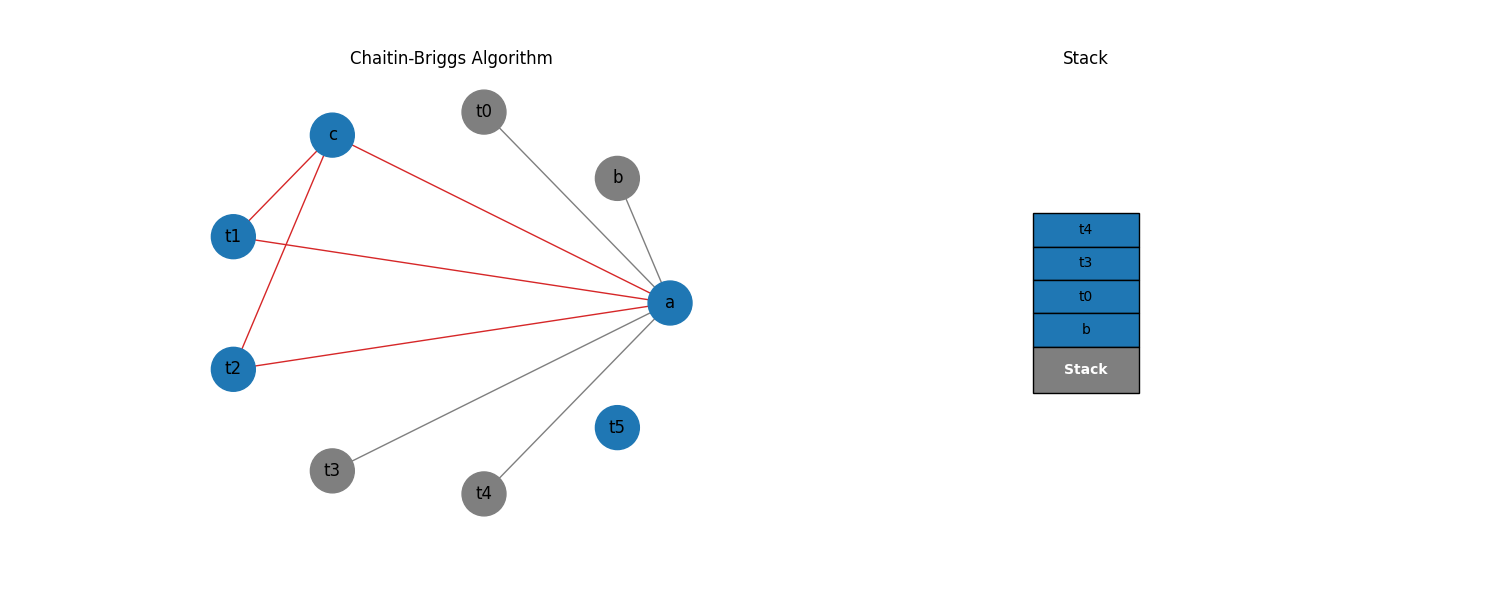 Chaitin-Briggs Algorithm
t0
c
b
t1
a
t2
t5
t3
t4
Stack
t4
t3
t0
b
Stack